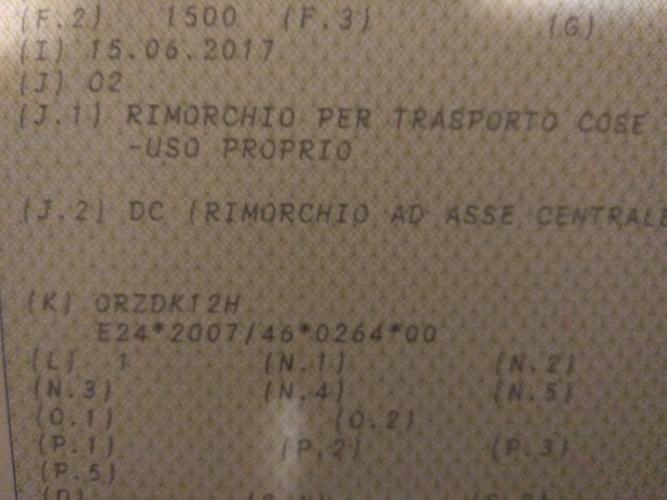 (F.2) 1500 (F.3) (G)
(I) 15.06.2017
(J) O2
(J.1) RIMORCHIO PER TRASPORTO COSE
-USO PROPRIO
(J.2) DC (RIMORCHIO AD ASSE CENTRALE
(K) ORZDK12H
E24*2007/46*0264*00
(L) 1 (N.1) (N.2)
(N.3) (N.4) (N.5)
(O.1) (O.2)
(P.1) (P.2) (P.3)
(P.5)